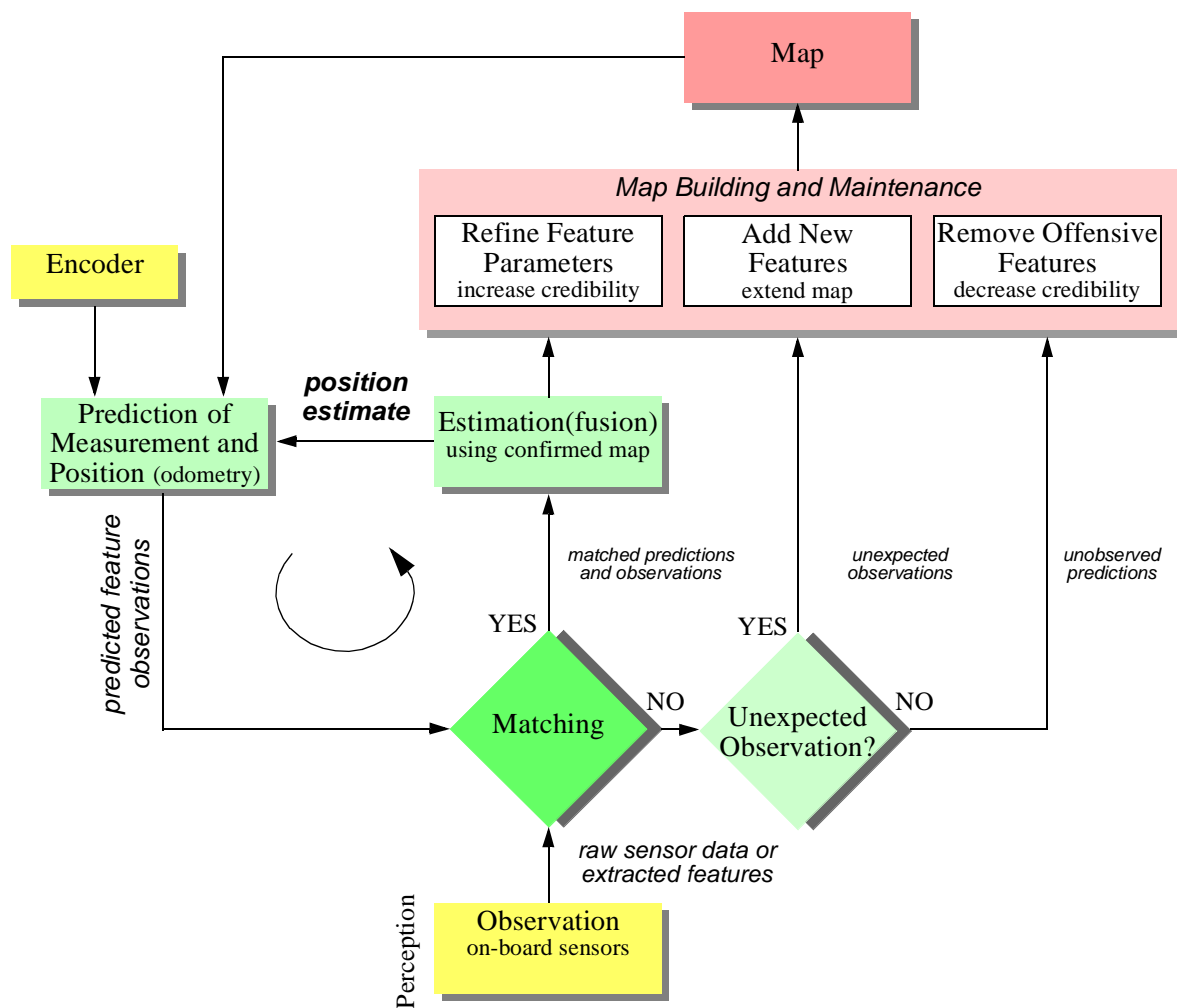 Map
Map Building and Maintenance
Refine Feature
Parameters
increase credibility
Add New
Features
extend map
Remove Offensive
Features
decrease credibility
Encoder
position
estimate
Prediction of
Measurement and
Position (odometry)
Estimation(fusion)
using confirmed map
predicted feature
observations
matched predictions
and observations
unexpected
observations
unobserved
predictions
YES
YES
NO
NO
Matching
Unexpected
Observation?
raw sensor data or
extracted features
Perception
Observation
on-board sensors